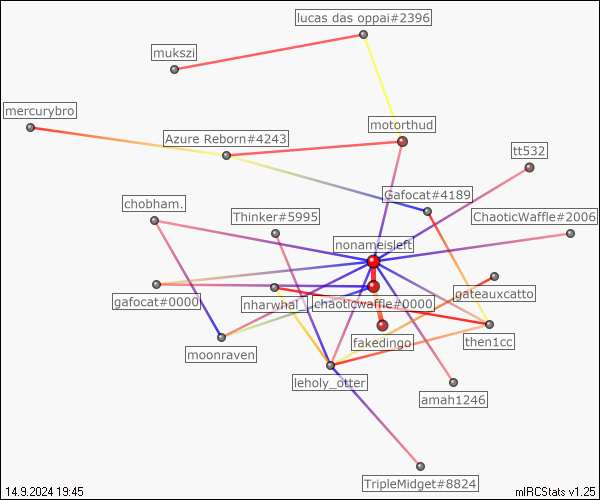 lucas das oppai#2396
mukszi
mercurybro
motorthud
Azure Reborn#4243
tt532
Gafocat#4189
chobham.
Thinker#5995
ChaoticWaffle#2006
nonameisleft
gafocat#0000
nharwhal_
chaoticwaffle#0000
gateauxcatto
moonraven
fakedingo
then1cc
leholy_otter
amah1246
TripleMidget#8824
14.9.2024 19:45
mIRCStats v1.25